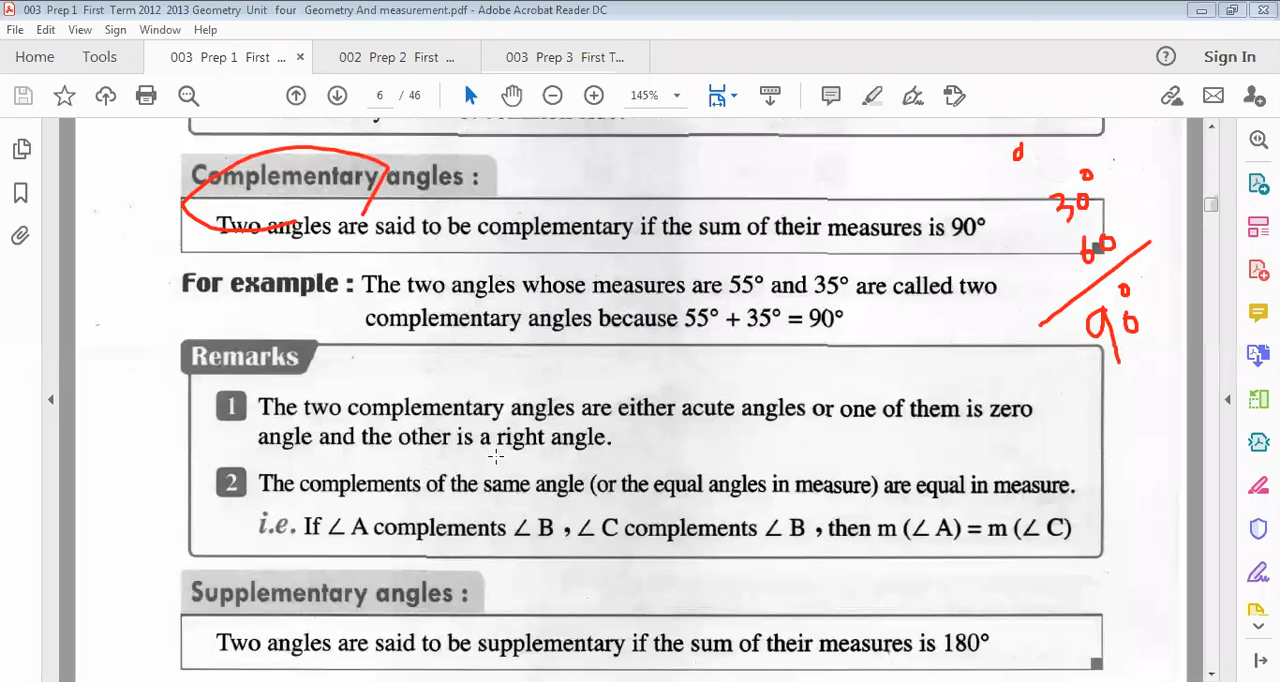 003 Prep 1 First Term 2012 2013 Geometry Unit four Geometry And measurement.pdf - Adobe Acrobat Reader DC
File Edit View Sign Window Help
Home Tools 003 Prep 1 First ... × 002 Prep 2 First ... 003 Prep 3 First T... Sign In
6 / 46 145%
Complementary angles :
Two angles are said to be complementary if the sum of their measures is 90°
30°
60
90°
For example : The two angles whose measures are 55° and 35° are called two
complementary angles because 55° + 35° = 90°
Remarks
1 The two complementary angles are either acute angles or one of them is zero
angle and the other is a right angle.
2 The complements of the same angle (or the equal angles in measure) are equal in measure.
i.e. If ∠ A complements ∠ B , ∠ C complements ∠ B , then m (∠ A) = m (∠ C)
Supplementary angles :
Two angles are said to be supplementary if the sum of their measures is 180°